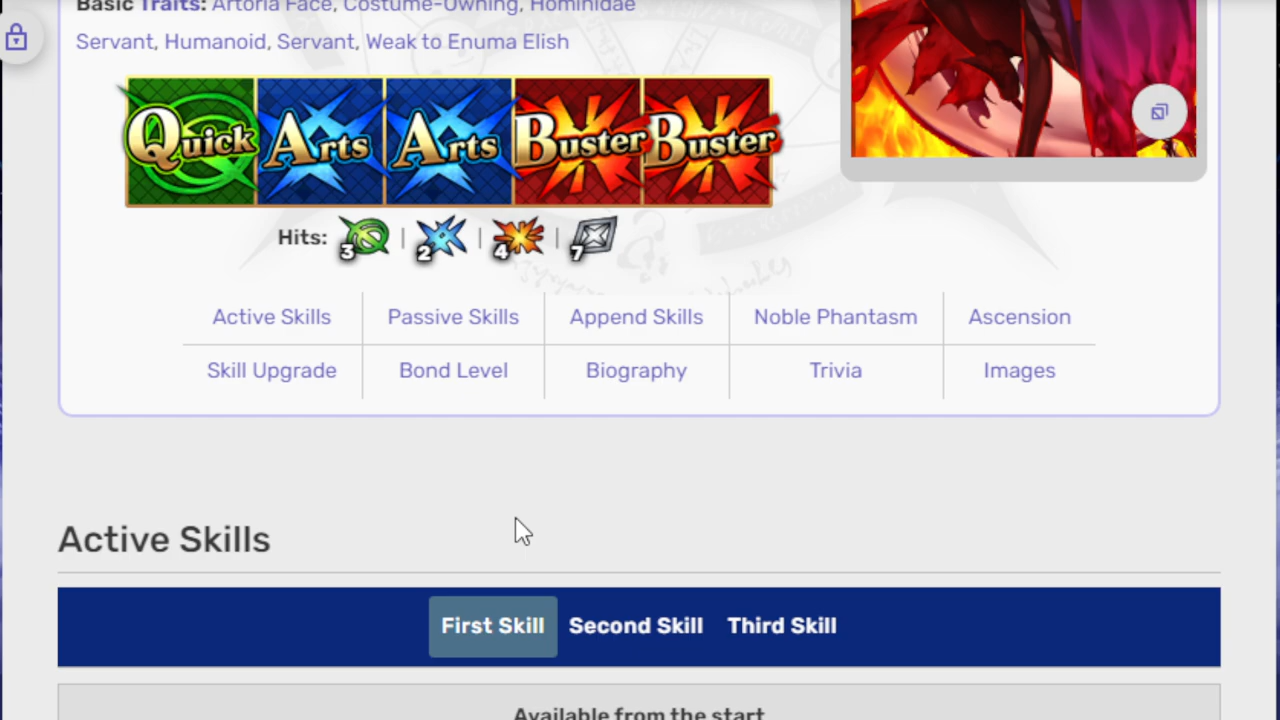 Basic Traits: Artoria Face, Costume-Owning, Hominidae
Servant, Humanoid, Servant, Weak to Enuma Elish
Quick Arts Arts Buster Buster
Hits: 3 | 2 | 4 | 7
Active Skills Passive Skills Append Skills Noble Phantasm Ascension
Skill Upgrade Bond Level Biography Trivia Images
Active Skills
First Skill Second Skill Third Skill
Available from the start